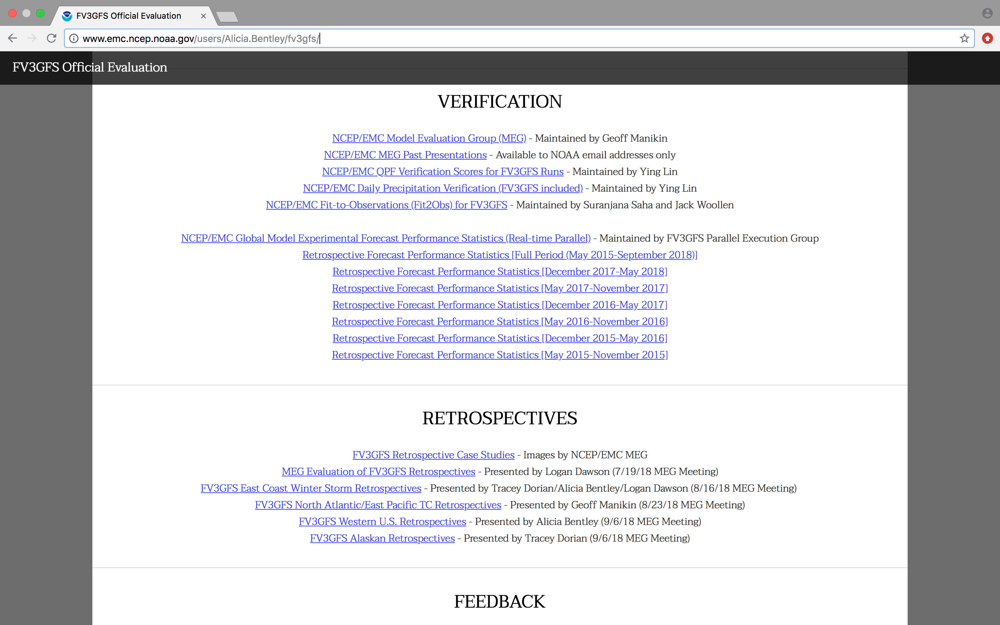 FV3GFS Official Evaluation
www.emc.ncep.noaa.gov/users/Alicia.Bentley/fv3gfs/
FV3GFS Official Evaluation
VERIFICATION
NCEP/EMC Model Evaluation Group (MEG) - Maintained by Geoff Manikin
NCEP/EMC MEG Past Presentations - Available to NOAA email addresses only
NCEP/EMC QPF Verification Scores for FV3GFS Runs - Maintained by Ying Lin
NCEP/EMC Daily Precipitation Verification (FV3GFS included) - Maintained by Ying Lin
NCEP/EMC Fit-to-Observations (Fit2Obs) for FV3GFS - Maintained by Suranjana Saha and Jack Woollen
NCEP/EMC Global Model Experimental Forecast Performance Statistics (Real-time Parallel) - Maintained by FV3GFS Parallel Execution Group
Retrospective Forecast Performance Statistics [Full Period (May 2015-September 2018)]
Retrospective Forecast Performance Statistics [December 2017-May 2018]
Retrospective Forecast Performance Statistics [May 2017-November 2017]
Retrospective Forecast Performance Statistics [December 2016-May 2017]
Retrospective Forecast Performance Statistics [May 2016-November 2016]
Retrospective Forecast Performance Statistics [December 2015-May 2016]
Retrospective Forecast Performance Statistics [May 2015-November 2015]
RETROSPECTIVES
FV3GFS Retrospective Case Studies - Images by NCEP/EMC MEG
MEG Evaluation of FV3GFS Retrospectives - Presented by Logan Dawson (7/19/18 MEG Meeting)
FV3GFS East Coast Winter Storm Retrospectives - Presented by Tracey Dorian/Alicia Bentley/Logan Dawson (8/16/18 MEG Meeting)
FV3GFS North Atlantic/East Pacific TC Retrospectives - Presented by Geoff Manikin (8/23/18 MEG Meeting)
FV3GFS Western U.S. Retrospectives - Presented by Alicia Bentley (9/6/18 MEG Meeting)
FV3GFS Alaskan Retrospectives - Presented by Tracey Dorian (9/6/18 MEG Meeting)
FEEDBACK